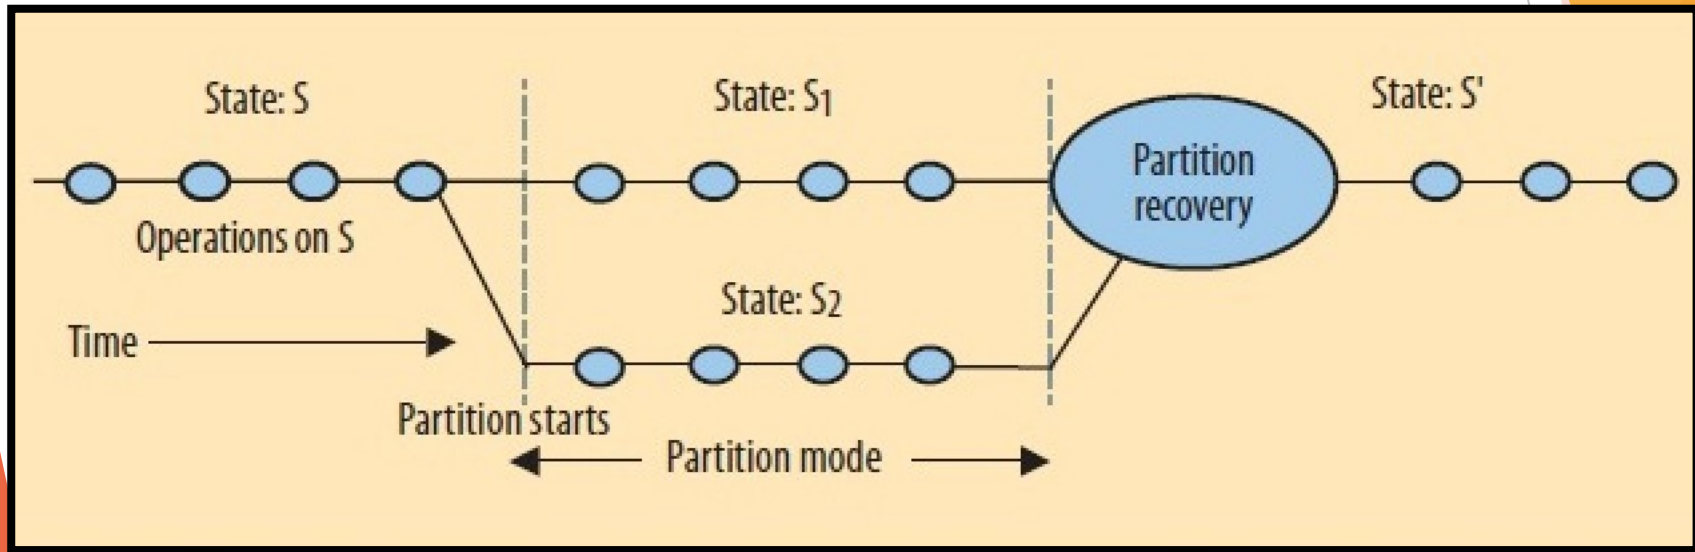 State: S
State: S1
State: S'
Partition
recovery
Operations on S
State: S2
Time
Partition starts
Partition mode